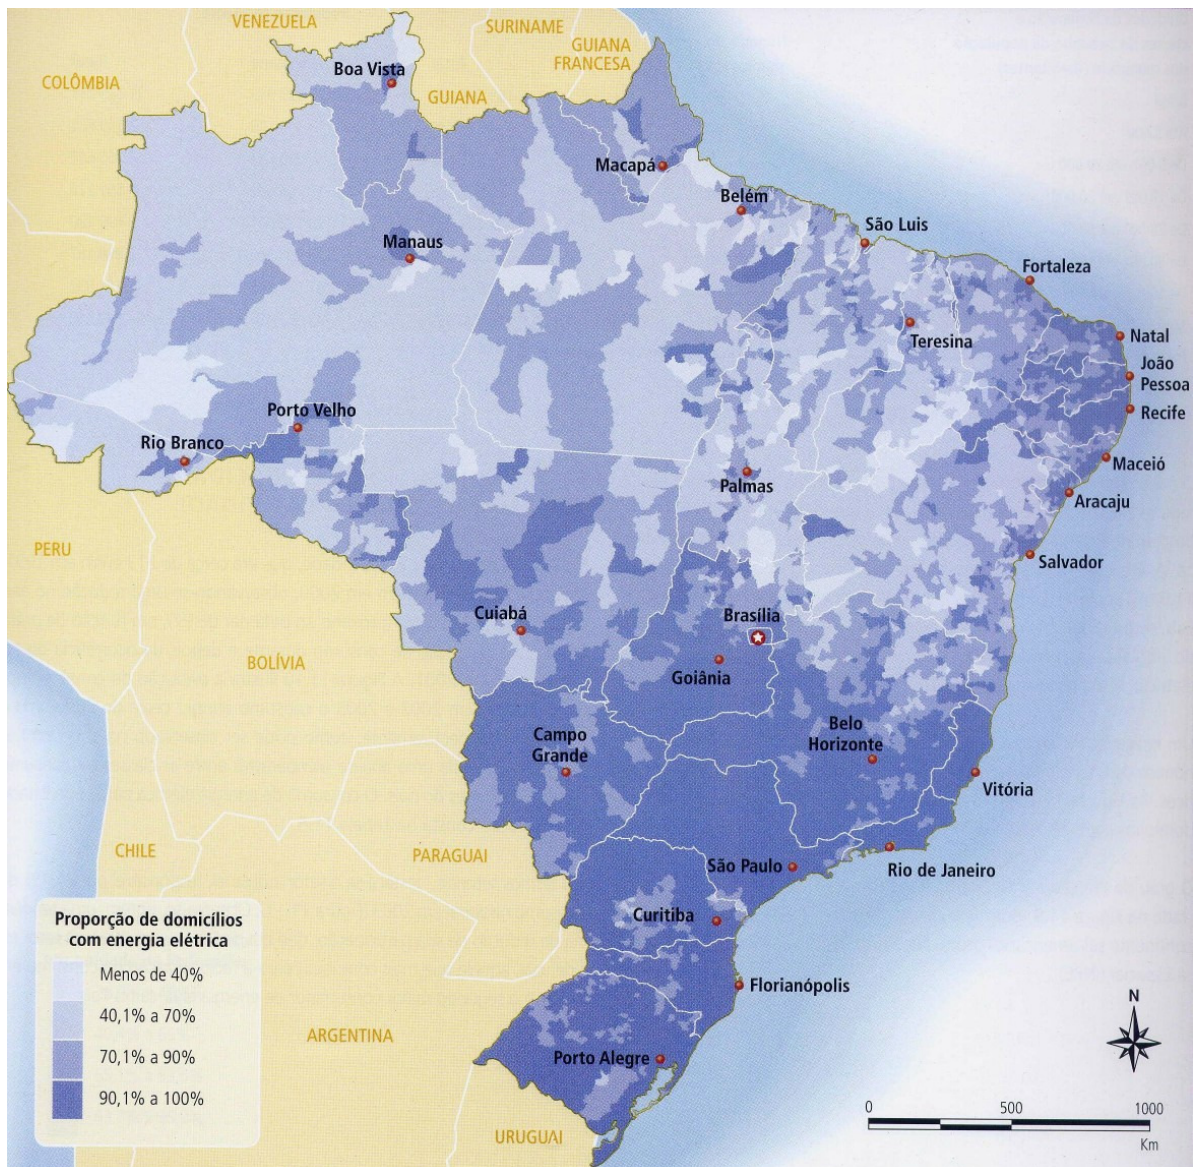 VENEZUELA
SURINAME
GUIANA
FRANCESA
COLÔMBIA
GUIANA
Boa Vista
Macapá
Belém
São Luis
Manaus
Fortaleza
Teresina
Natal
João
Pessoa
Recife
Porto Velho
Rio Branco
Maceió
Palmas
Aracaju
PERU
Salvador
Cuiabá
Brasília
BOLÍVIA
Goiânia
Campo
Grande
Belo
Horizonte
Vitória
CHILE
PARAGUAI
São Paulo
Rio de Janeiro
Curitiba
Florianópolis
ARGENTINA
Porto Alegre
URUGUAI
Proporção de domicílios
com energia elétrica
Menos de 40%
40,1% a 70%
70,1% a 90%
90,1% a 100%
N
0 500 1000
Km